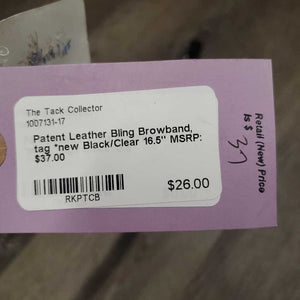 The Tack Collector
10D7131-17
Patent Leather Bling Browband,
tag *new Black/Clear 16.5" MSRP:
$37.00
$26.00
RKPTCB
Retail (New) Price
Is $ 37